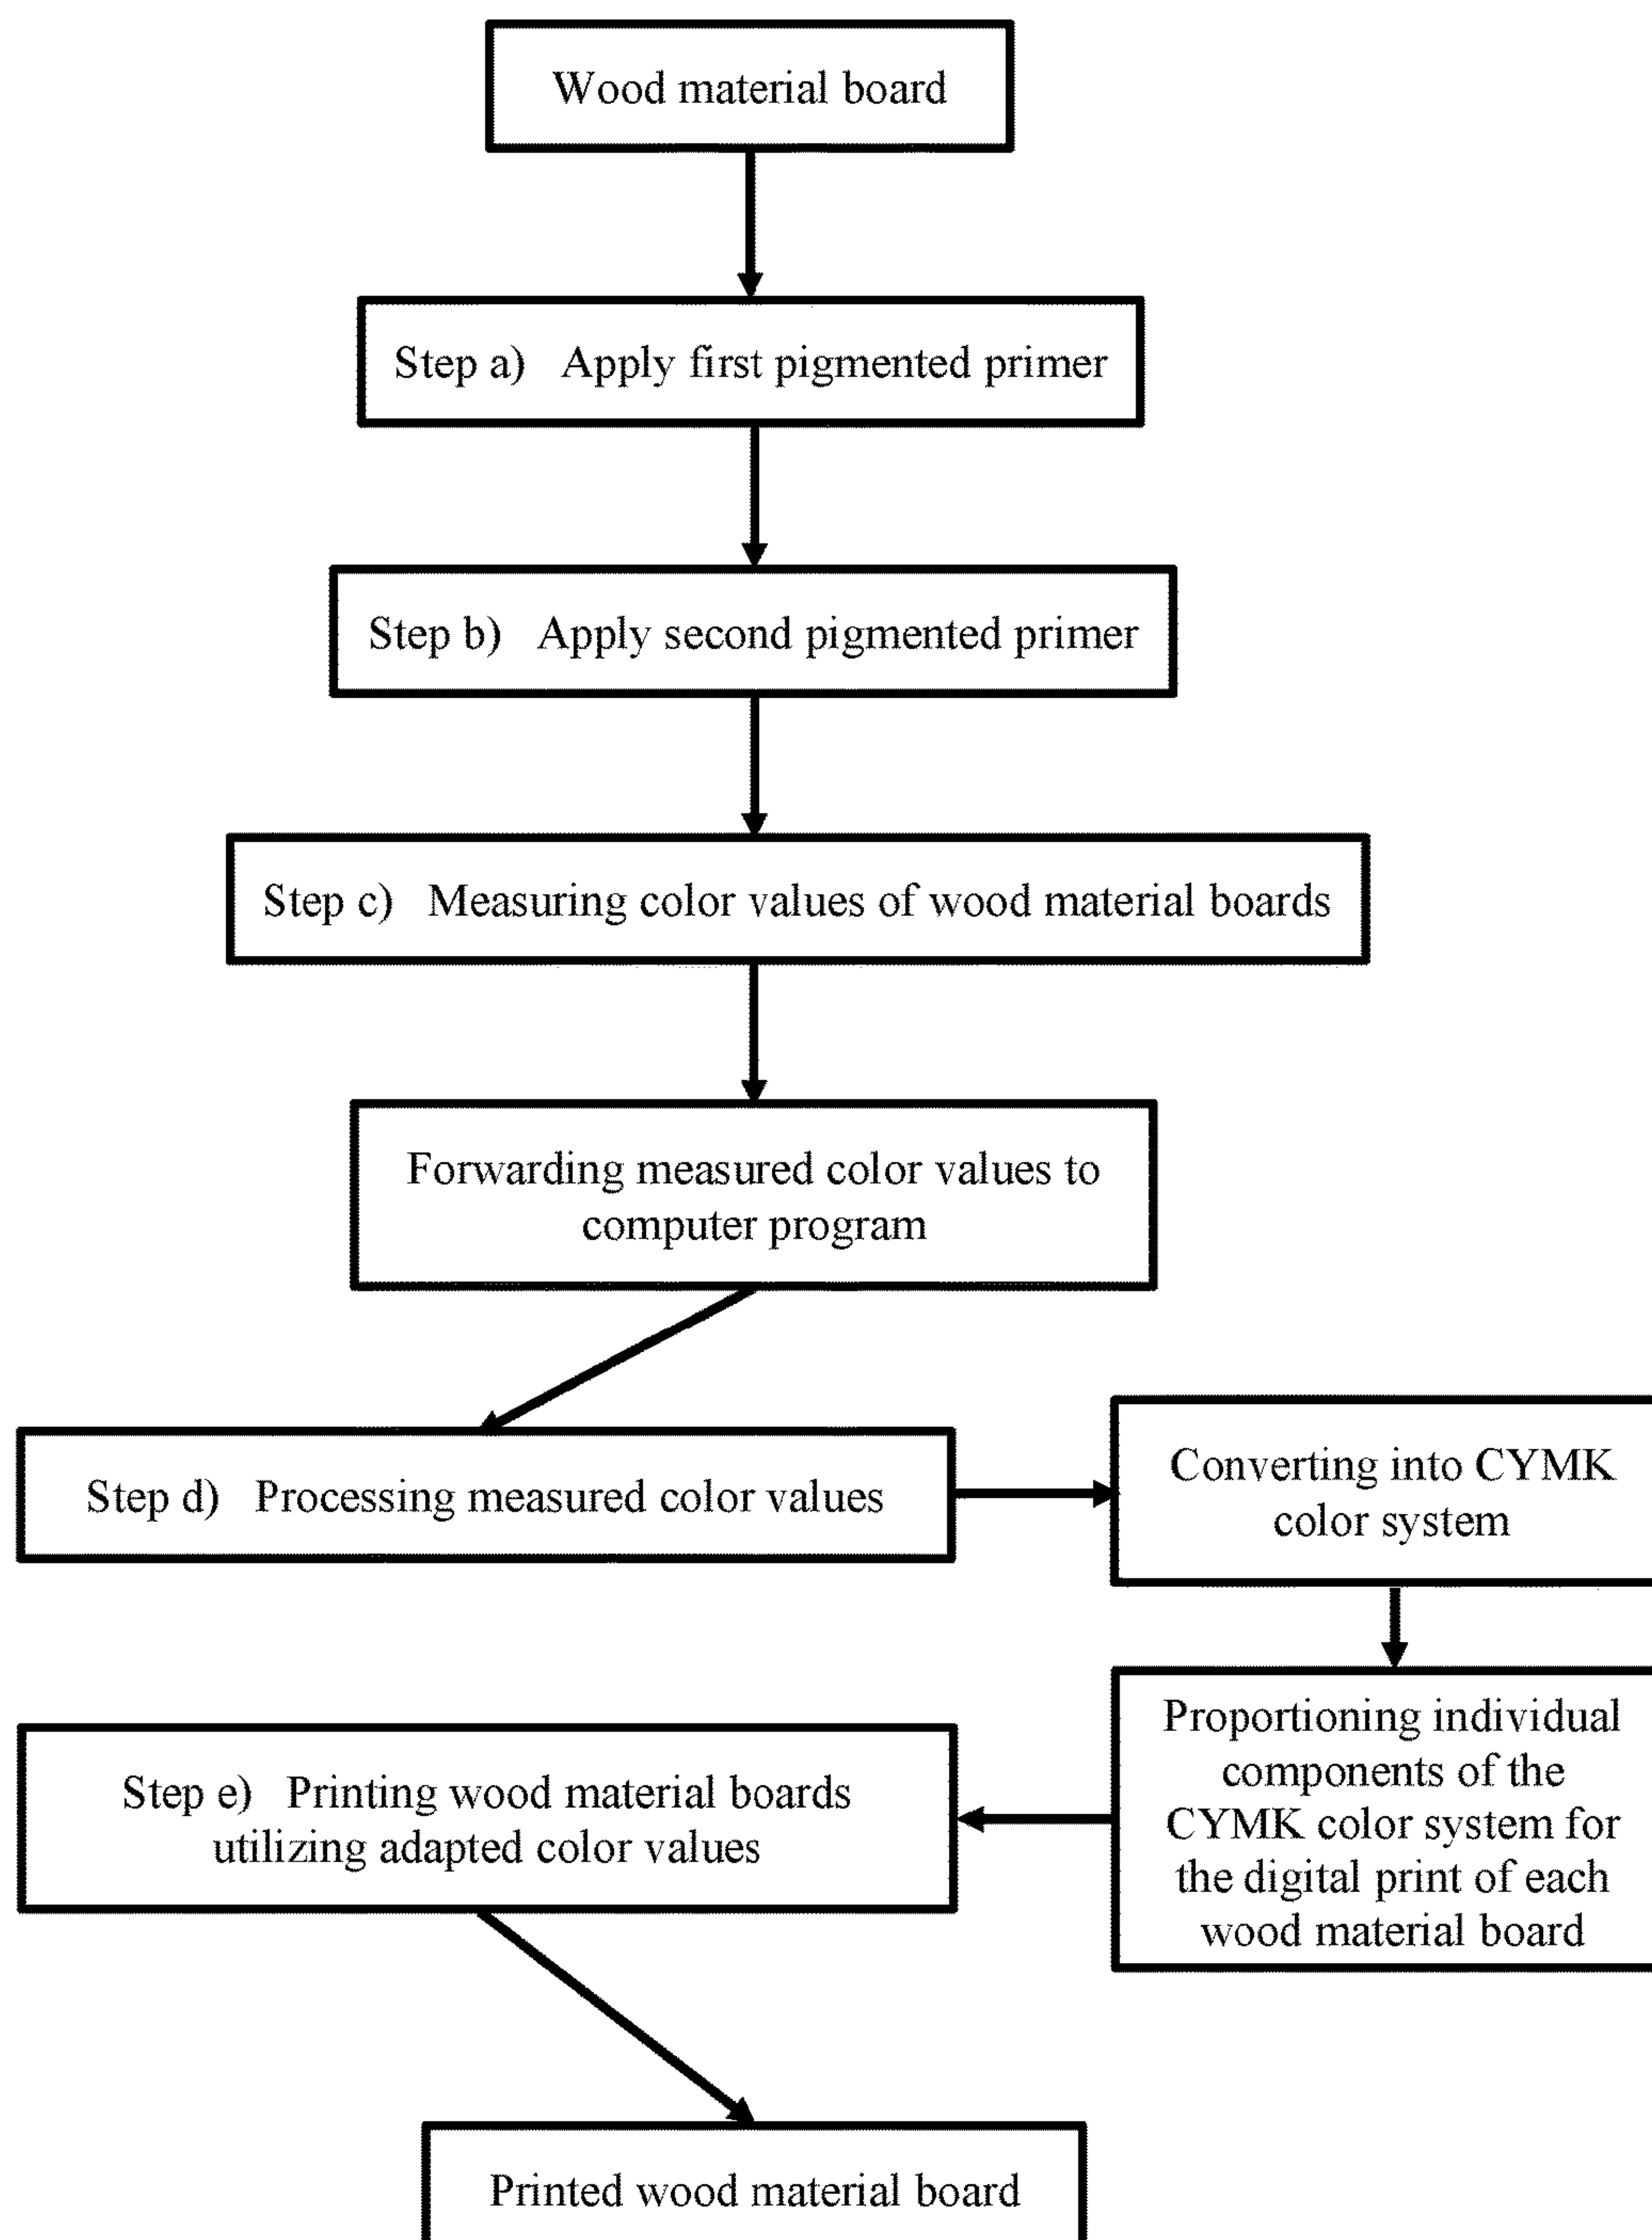 Wood material board
Step a) Apply first pigmented primer
Step b) Apply second pigmented primer
Step c) Measuring color values of wood material boards
Forwarding measured color values to
computer program
Step d) Processing measured color values
Converting into CYMK
color system
Proportioning individual
components of the
CYMK color system for
the digital print of each
wood material board
Step e) Printing wood material boards
utilizing adapted color values
Printed wood material board